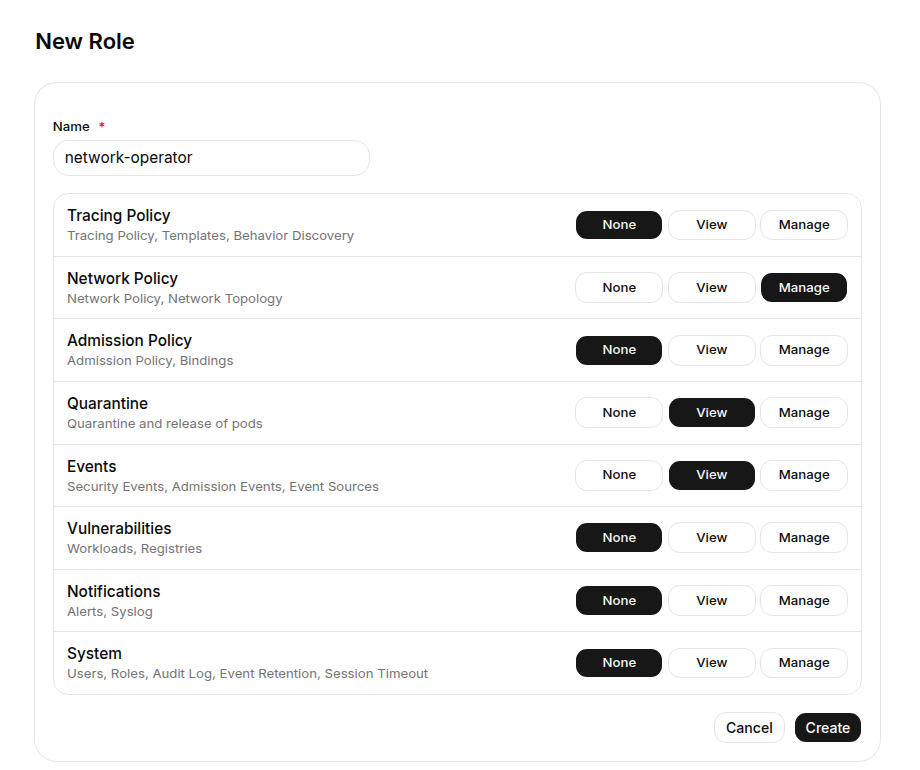 New Role
Name *
network-operator
Tracing Policy
Tracing Policy, Templates, Behavior Discovery
None View Manage
Network Policy
Network Policy, Network Topology
None View Manage
Admission Policy
Admission Policy, Bindings
None View Manage
Quarantine
Quarantine and release of pods
None View Manage
Events
Security Events, Admission Events, Event Sources
None View Manage
Vulnerabilities
Workloads, Registries
None View Manage
Notifications
Alerts, Syslog
None View Manage
System
Users, Roles, Audit Log, Event Retention, Session Timeout
None View Manage
Cancel Create